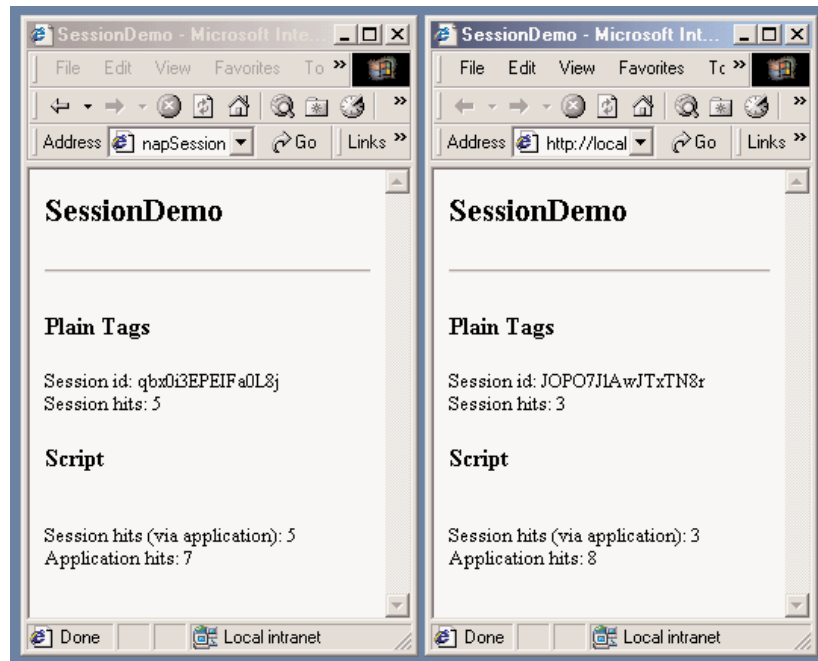 SessionDemo - Microsoft Inte...
File Edit View Favorites To »
»
Address napSession Go Links »
SessionDemo
Plain Tags
Session id: qbx0i3EPEIFa0L8j
Session hits: 5
Script
Session hits (via application): 5
Application hits: 7
Done Local intranet
SessionDemo - Microsoft Int...
File Edit View Favorites Tc »
»
Address http://local Go Links »
SessionDemo
Plain Tags
Session id: JOPO7J1AwJTxTN8r
Session hits: 3
Script
Session hits (via application): 3
Application hits: 8
Done Local intranet